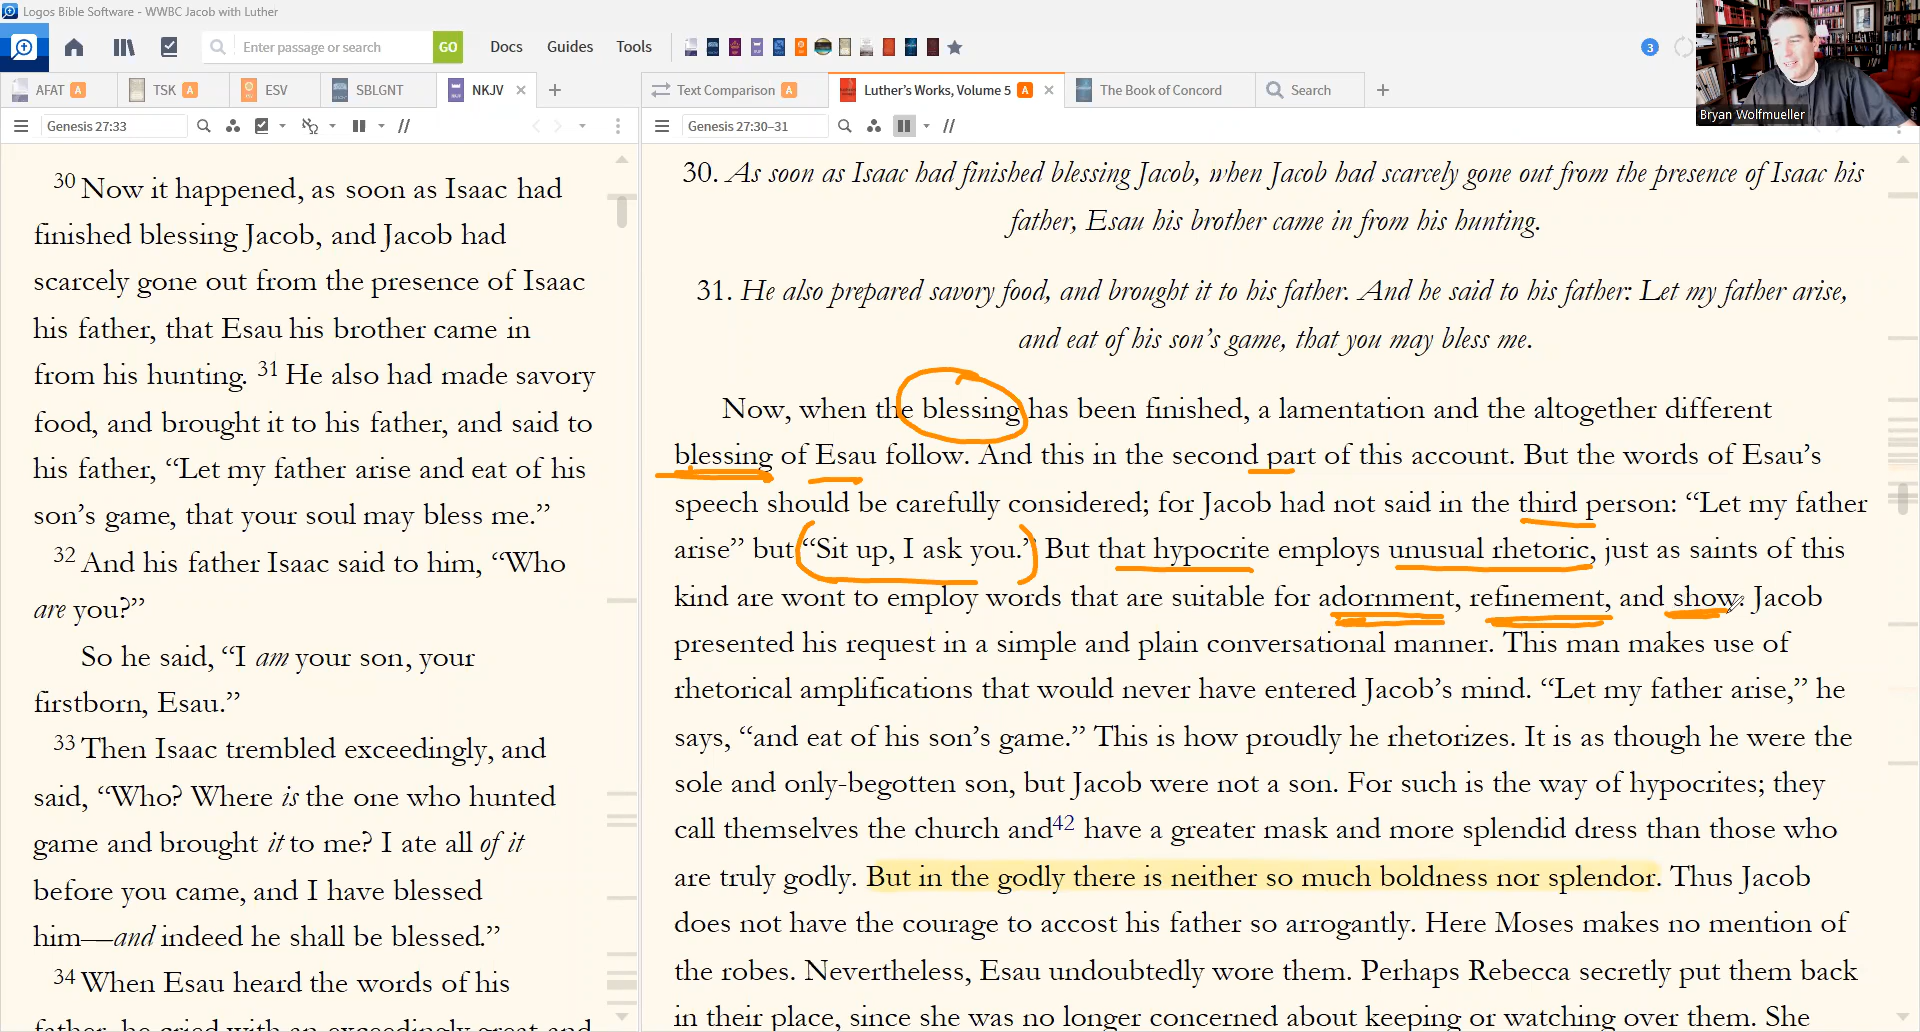 Logos Bible Software - WWBC Jacob with Luther
Enter passage or search
GO
Docs
Guides
Tools
3
AFAT A
TSK A
ESV
SBLGNT
NKJV
Text Comparison A
Luther's Works, Volume 5 A
The Book of Concord
Search
Bryan Wolfmueller
Genesis 27:33
Genesis 27:30–31
30 Now it happened, as soon as Isaac had
finished blessing Jacob, and Jacob had
scarcely gone out from the presence of Isaac
his father, that Esau his brother came in
from his hunting. 31 He also had made savory
food, and brought it to his father, and said to
his father, “Let my father arise and eat of his
son’s game, that your soul may bless me.”
32 And his father Isaac said to him, “Who
are you?”
So he said, “I am your son, your
firstborn, Esau.”
33 Then Isaac trembled exceedingly, and
said, “Who? Where is the one who hunted
game and brought it to me? I ate all of it
before you came, and I have blessed
him—and indeed he shall be blessed.”
34 When Esau heard the words of his
father, he cried with an exceedingly great and
30. As soon as Isaac had finished blessing Jacob, when Jacob had scarcely gone out from the presence of Isaac his
father, Esau his brother came in from his hunting.
31. He also prepared savory food, and brought it to his father. And he said to his father: Let my father arise,
and eat of his son’s game, that you may bless me.
Now, when the blessing has been finished, a lamentation and the altogether different
blessing of Esau follow. And this in the second part of this account. But the words of Esau’s
speech should be carefully considered; for Jacob had not said in the third person: “Let my father
arise” but “Sit up, I ask you.” But that hypocrite employs unusual rhetoric, just as saints of this
kind are wont to employ words that are suitable for adornment, refinement, and show. Jacob
presented his request in a simple and plain conversational manner. This man makes use of
rhetorical amplifications that would never have entered Jacob’s mind. “Let my father arise,” he
says, “and eat of his son’s game.” This is how proudly he rhetorizes. It is as though he were the
sole and only-begotten son, but Jacob were not a son. For such is the way of hypocrites; they
call themselves the church and42 have a greater mask and more splendid dress than those who
are truly godly. But in the godly there is neither so much boldness nor splendor. Thus Jacob
does not have the courage to accost his father so arrogantly. Here Moses makes no mention of
the robes. Nevertheless, Esau undoubtedly wore them. Perhaps Rebecca secretly put them back
in their place, since she was no longer concerned about keeping or watching over them. She